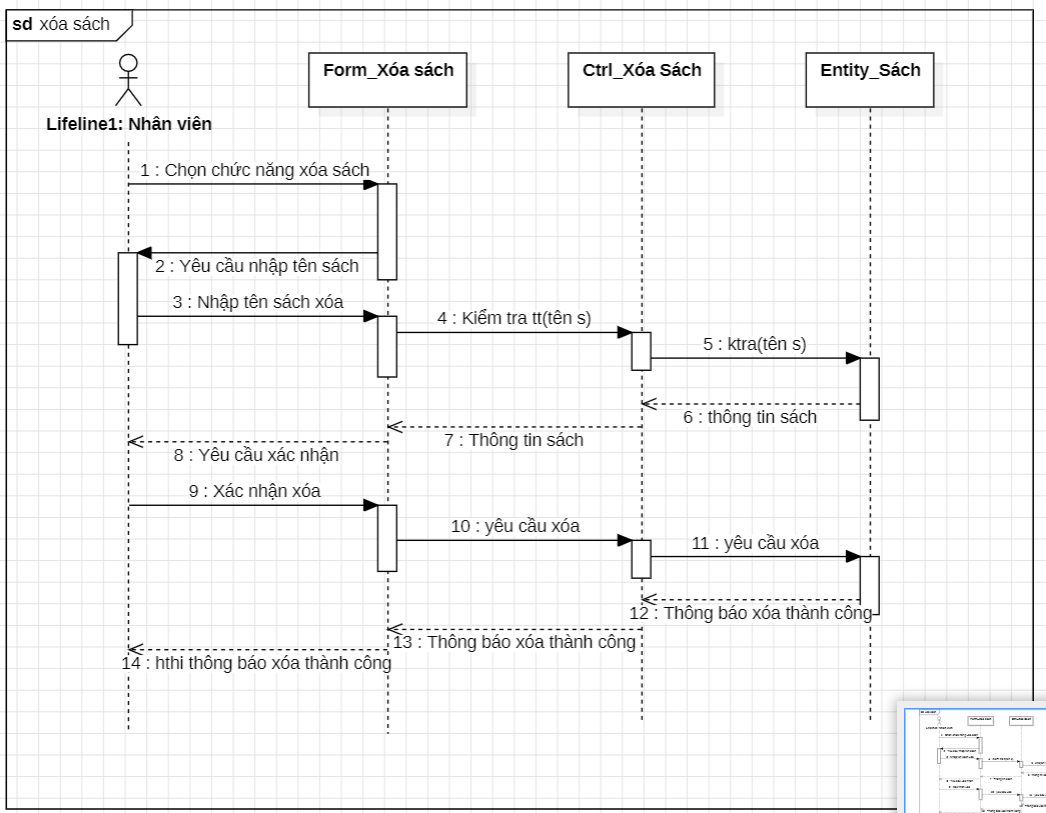 sd xóa sách
Form_Xóa sách
Ctrl_Xóa Sách
Entity_Sách
Lifeline1: Nhân viên
1 : Chọn chức năng xóa sách
2 : Yêu cầu nhập tên sách
3 : Nhập tên sách xóa
4 : Kiểm tra tt(tên s)
5 : ktra(tên s)
6 : thông tin sách
7 : Thông tin sách
8 : Yêu cầu xác nhận
9 : Xác nhận xóa
10 : yêu cầu xóa
11 : yêu cầu xóa
12 : Thông báo xóa thành công
13 : Thông báo xóa thành công
14 : hthi thông báo xóa thành công